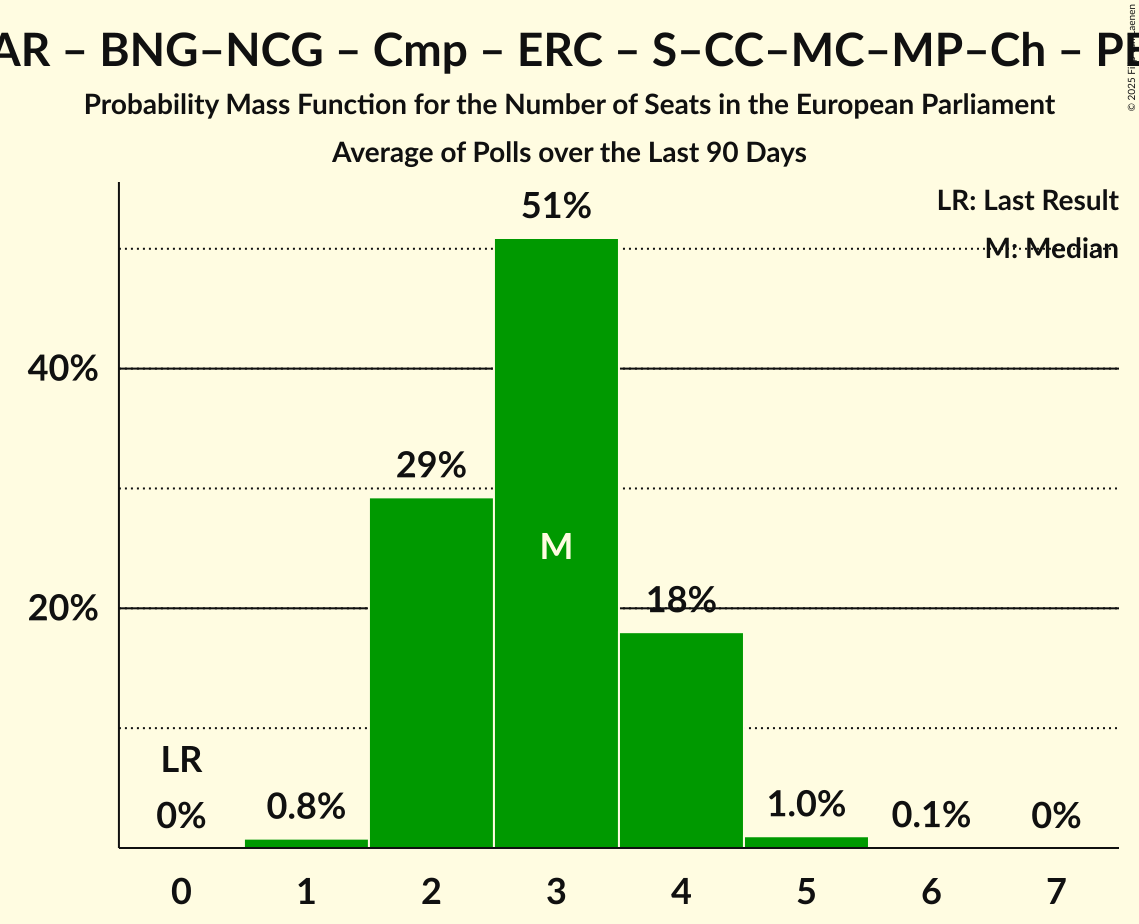 AR – BNG–NCG – Cmp – ERC – S–CC–MC–MP–Ch –
Probability Mass Function for the Number of Seats in the European Parliament
Average of Polls over the Last 90 Days
© 2025
LR: Last Result
M: Median
51%
40%
29%
M
20%
18%
LR
0%
0.8%
1.0%
0.1%
0%
0 1 2 3 4 5 6 7